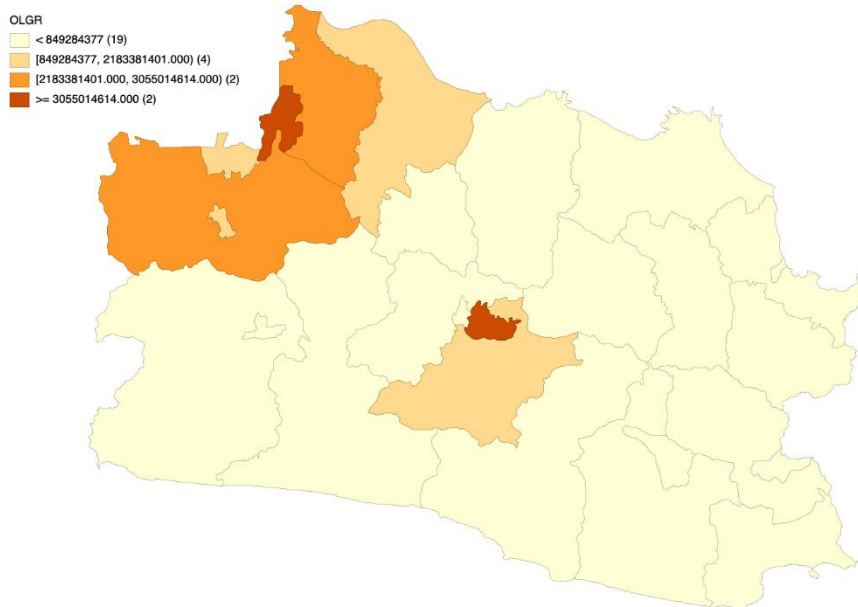 OLGR
< 849284377 (19)
[849284377, 2183381401.000) (4)
[2183381401.000, 3055014614.000) (2)
>= 3055014614.000 (2)